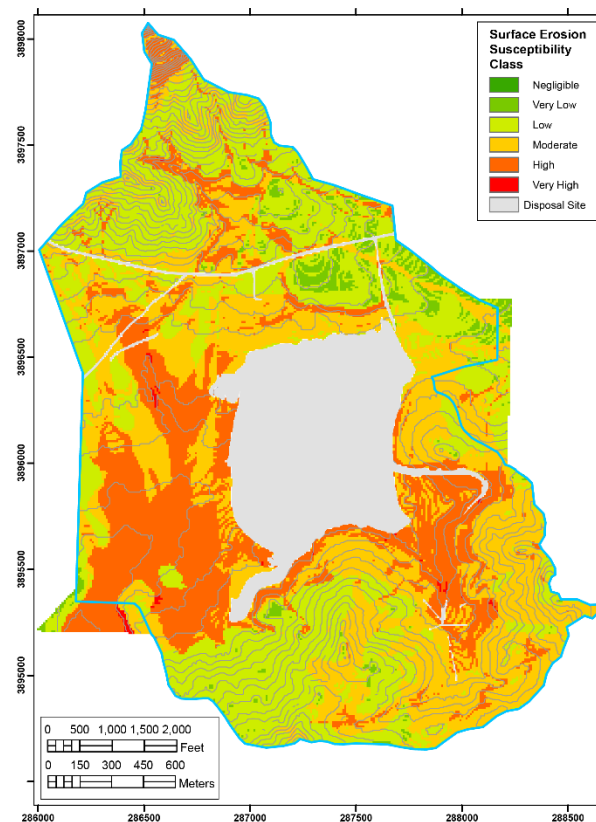 Surface Erosion
Susceptibility
Class
Negligible
Very Low
Low
Moderate
High
Very High
Disposal Site
3898000
3897500
3897000
3896500
3896000
3895500
3895000
0 500 1,000 1,500 2,000
Feet
0 150 300 450 600
Meters
286000 286500 287000 287500 288000 288500